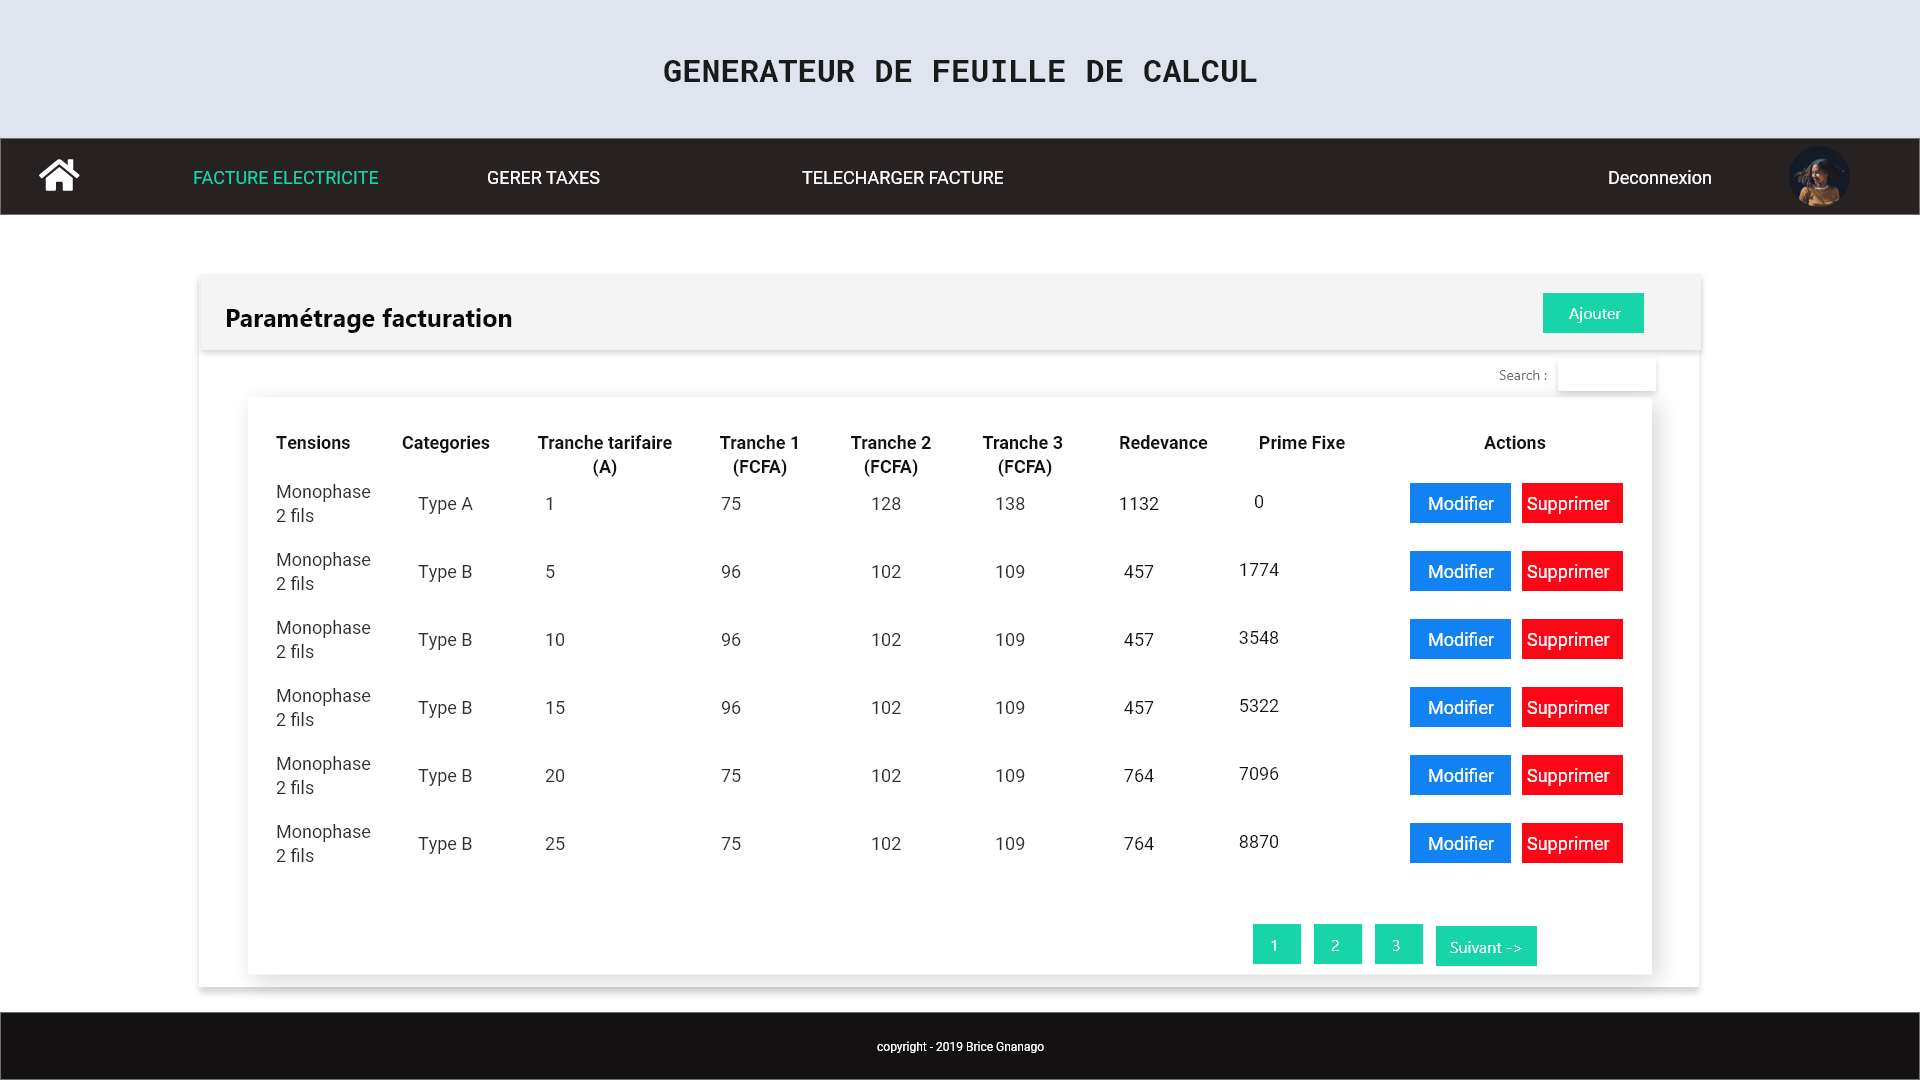 GENERATEUR DE FEUILLE DE CALCUL
FACTURE ELECTRICITE GERER TAXES TELECHARGER FACTURE Deconnexion
Paramétrage facturation Ajouter
Search :
Tensions Categories Tranche tarifaire Tranche 1 Tranche 2 Tranche 3 Redevance Prime Fixe Actions
(A) (FCFA) (FCFA) (FCFA)
Monophase
2 fils Type A 1 75 128 138 1132 0 Modifier Supprimer
Monophase
2 fils Type B 5 96 102 109 457 1774 Modifier Supprimer
Monophase
2 fils Type B 10 96 102 109 457 3548 Modifier Supprimer
Monophase
2 fils Type B 15 96 102 109 457 5322 Modifier Supprimer
Monophase
2 fils Type B 20 75 102 109 764 7096 Modifier Supprimer
Monophase
2 fils Type B 25 75 102 109 764 8870 Modifier Supprimer
1 2 3 Suivant ->
copyright - 2019 Brice Gnanago